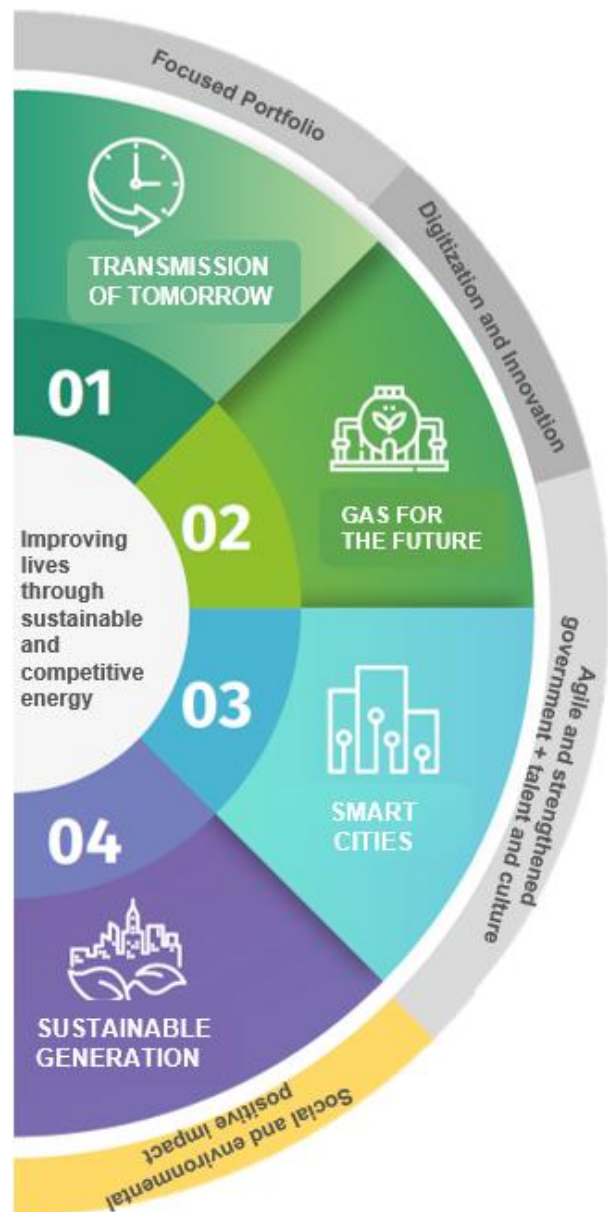 Focused Portfolio
Digitization and Innovation
TRANSMISSION
OF TOMORROW
01
GAS FOR
THE FUTURE
02
Improving
lives
through
sustainable
and
competitive
energy
03
SMART
CITIES
Agile and strengthened
government + talent and culture
04
SUSTAINABLE
GENERATION
Social and environmental
positive impact